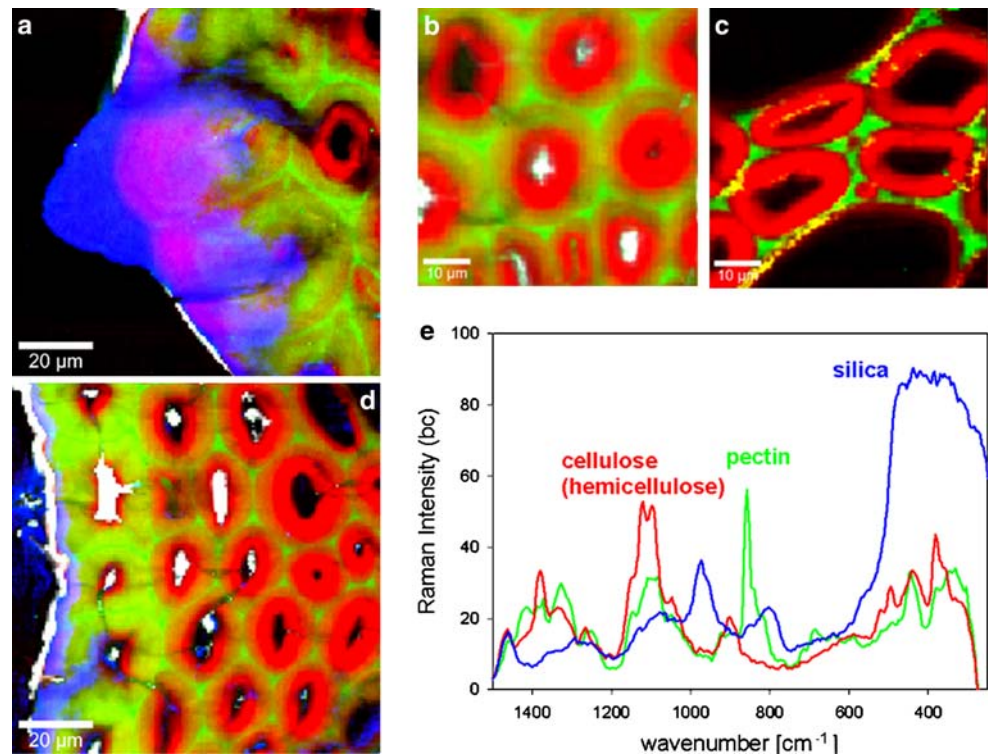 a
20 µm
b
10 µm
c
10 µm
d
20 µm
e
100
80
60
40
20
0
Raman Intensity (bc)
silica
cellulose
(hemicellulose)
pectin
1400 1200 1000 800 600 400
wavenumber [cm⁻¹]